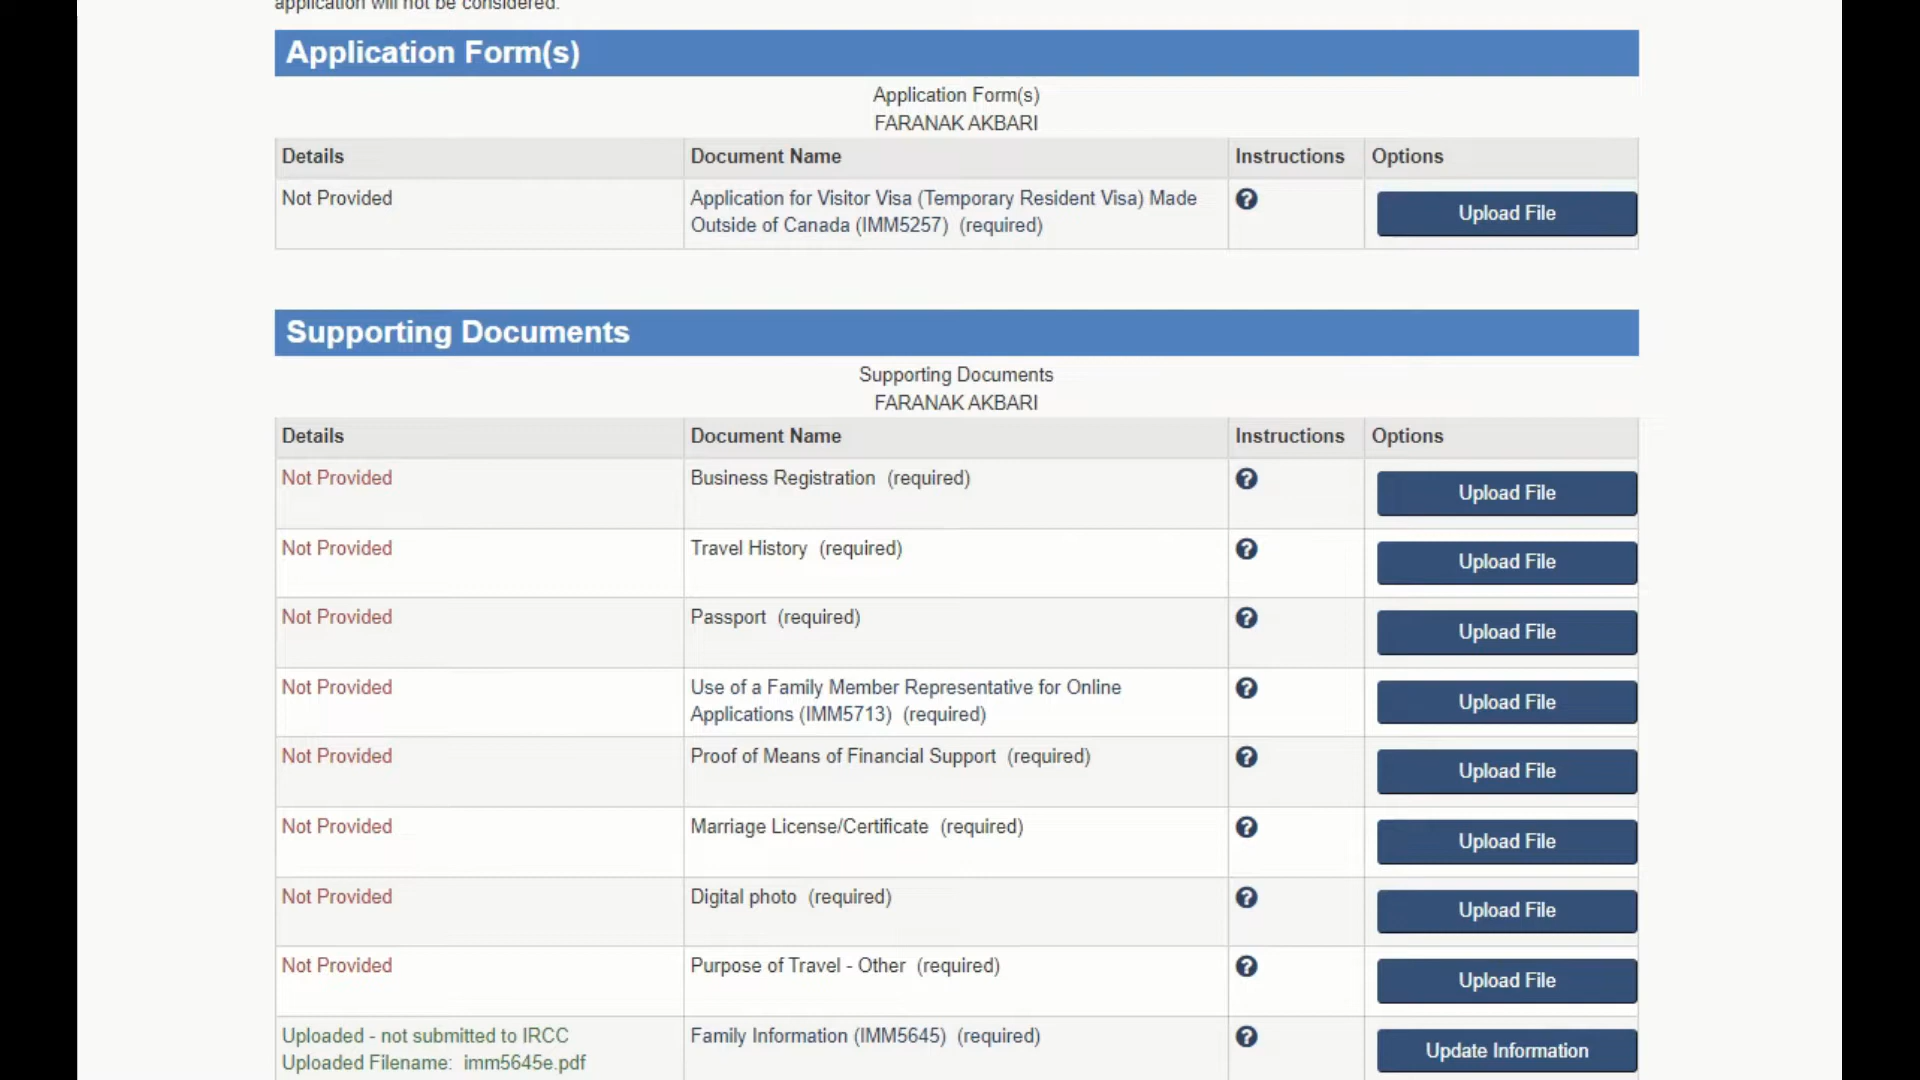 application will not be considered.
Application Form(s)
Application Form(s)
FARANAK AKBARI
Details Document Name Instructions Options
Not Provided Application for Visitor Visa (Temporary Resident Visa) Made Upload File
Outside of Canada (IMM5257) (required)
Supporting Documents
Supporting Documents
FARANAK AKBARI
Details Document Name Instructions Options
Not Provided Business Registration (required) Upload File
Not Provided Travel History (required) Upload File
Not Provided Passport (required) Upload File
Not Provided Use of a Family Member Representative for Online Upload File
Applications (IMM5713) (required)
Not Provided Proof of Means of Financial Support (required) Upload File
Not Provided Marriage License/Certificate (required) Upload File
Not Provided Digital photo (required) Upload File
Not Provided Purpose of Travel - Other (required) Upload File
Uploaded - not submitted to IRCC Family Information (IMM5645) (required) Update Information
Uploaded Filename: imm5645e.pdf